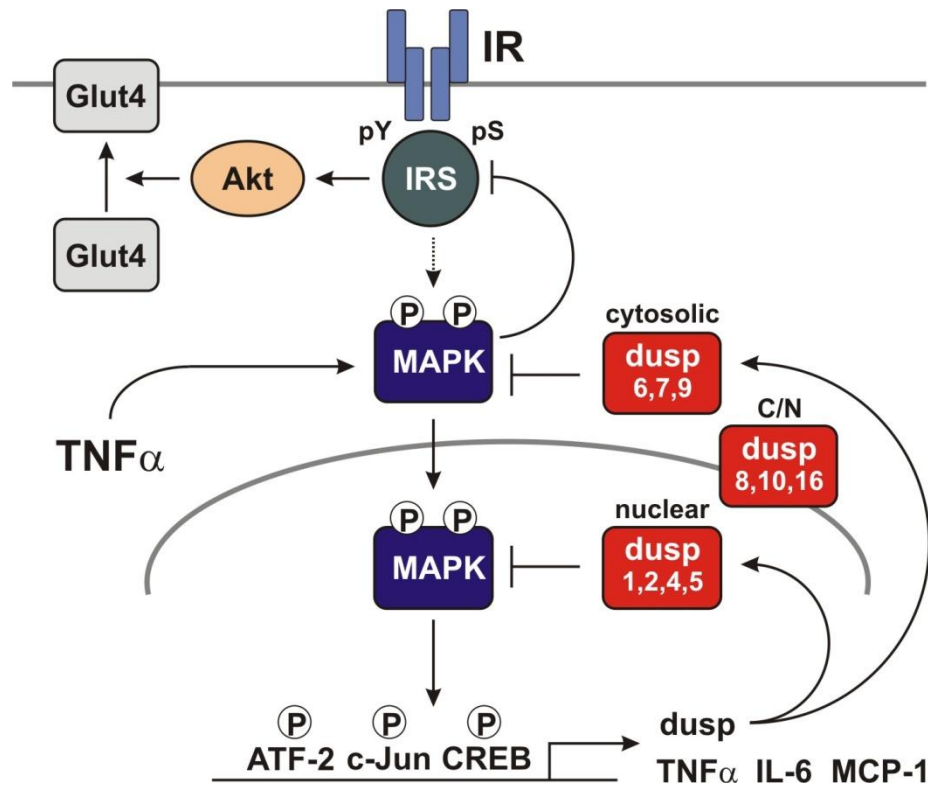 IR
Glut4
pY
pS
IRS
Akt
Glut4
P P
MAPK
cytosolic
dusp
6,7,9
C/N
dusp
8,10,16
TNFα
P P
MAPK
nuclear
dusp
1,2,4,5
P P P
ATF-2 c-Jun CREB
dusp
TNFα IL-6 MCP-1